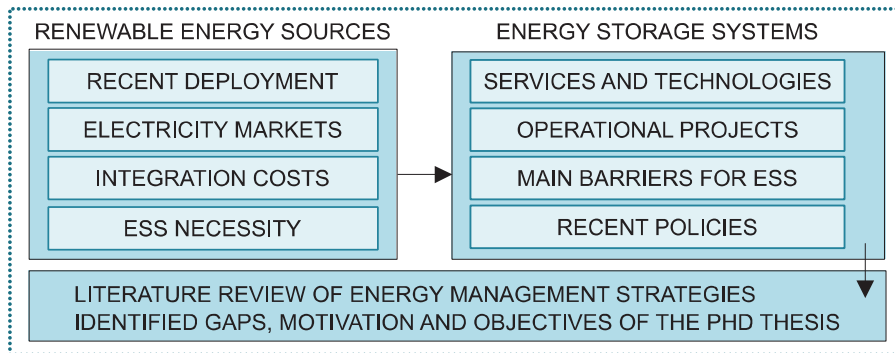 RENEWABLE ENERGY SOURCES
RECENT DEPLOYMENT
ELECTRICITY MARKETS
INTEGRATION COSTS
ESS NECESSITY
ENERGY STORAGE SYSTEMS
SERVICES AND TECHNOLOGIES
OPERATIONAL PROJECTS
MAIN BARRIERS FOR ESS
RECENT POLICIES
LITERATURE REVIEW OF ENERGY MANAGEMENT STRATEGIES
IDENTIFIED GAPS, MOTIVATION AND OBJECTIVES OF THE PHD THESIS